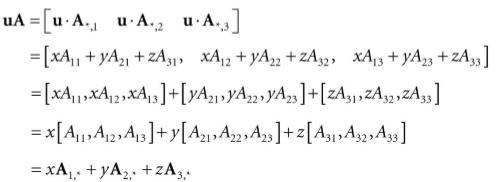 uA = [u · A*,1   u · A*,2   u · A*,3]
= [xA11 + yA21 + zA31,   xA12 + yA22 + zA32,   xA13 + yA23 + zA33]
= [xA11, xA12, xA13] + [yA21, yA22, yA23] + [zA31, zA32, zA33]
= x[A11, A12, A13] + y[A21, A22, A23] + z[A31, A32, A33]
= xA1,* + yA2,* + zA3,*